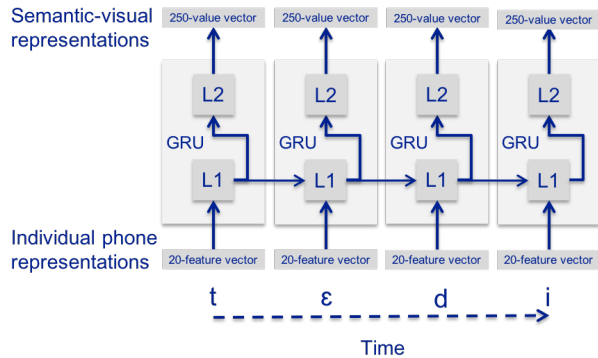 Semantic-visual
representations
250-value vector 250-value vector 250-value vector 250-value vector
L2 L2 L2 L2
GRU GRU GRU GRU
L1 L1 L1 L1
Individual phone
representations
20-feature vector 20-feature vector 20-feature vector 20-feature vector
t ε d i
Time